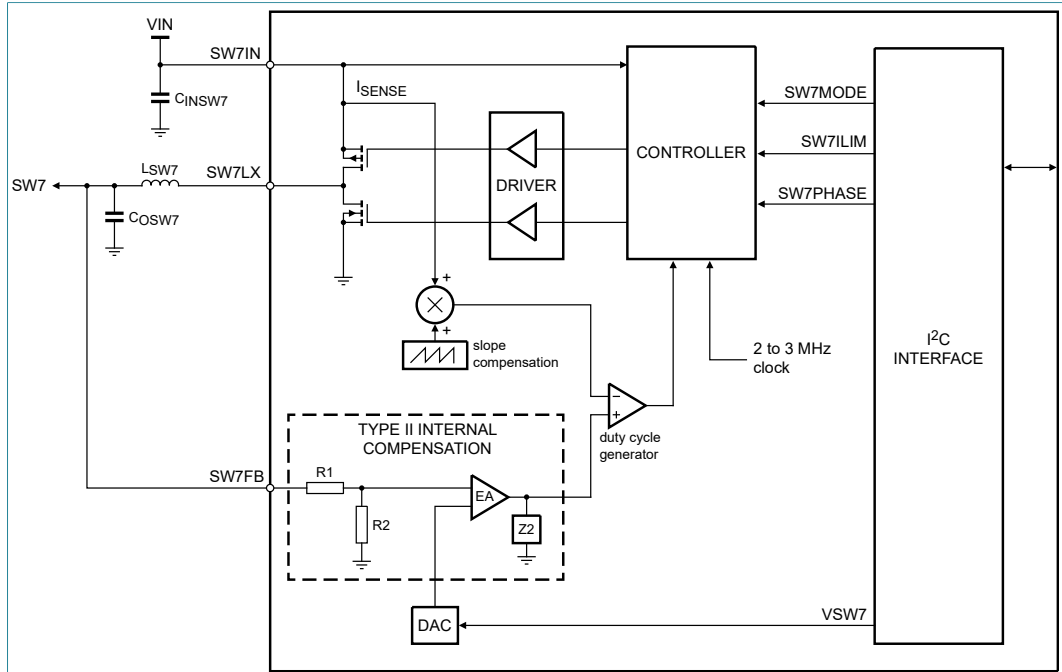 VIN
SW7IN
CINSW7
ISENSE
SW7LX
LSW7
SW7
COSW7
DRIVER
CONTROLLER
SW7MODE
SW7ILIM
SW7PHASE
I2C
INTERFACE
+
+
slope
compensation
2 to 3 MHz
clock
−
+
duty cycle
generator
TYPE II INTERNAL
COMPENSATION
SW7FB
R1
R2
EA
Z2
DAC
VSW7